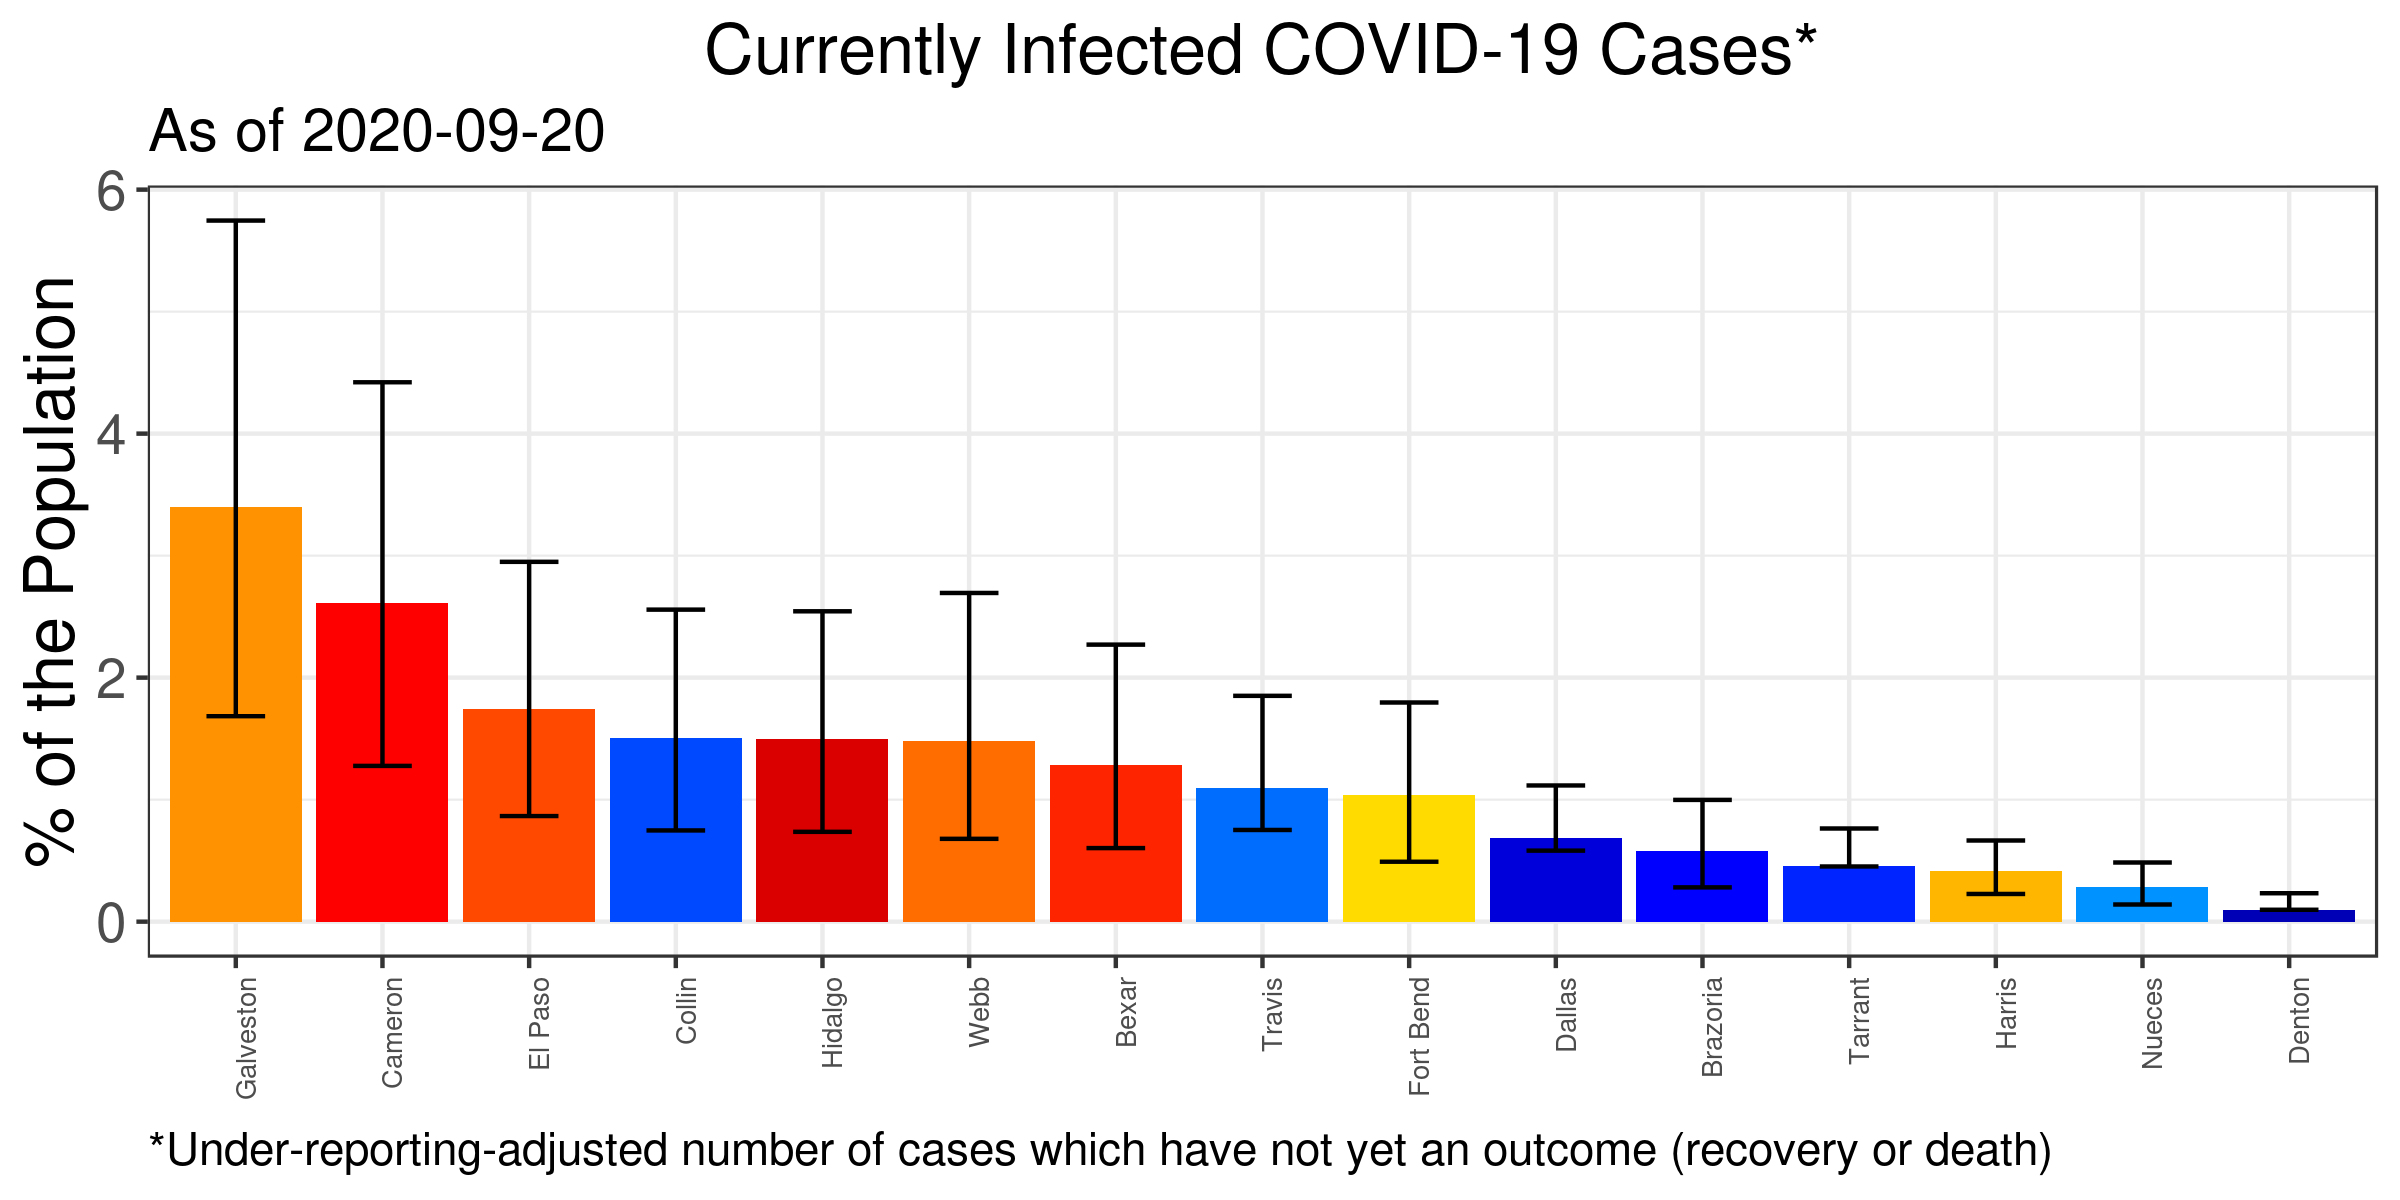 Currently Infected COVID-19 Cases*
As of 2020-09-20
% of the Population
6
4
2
0
Galveston
Cameron
El Paso
Collin
Hidalgo
Webb
Bexar
Travis
Fort Bend
Dallas
Brazoria
Tarrant
Harris
Nueces
Denton
*Under-reporting-adjusted number of cases which have not yet an outcome (recovery or death)